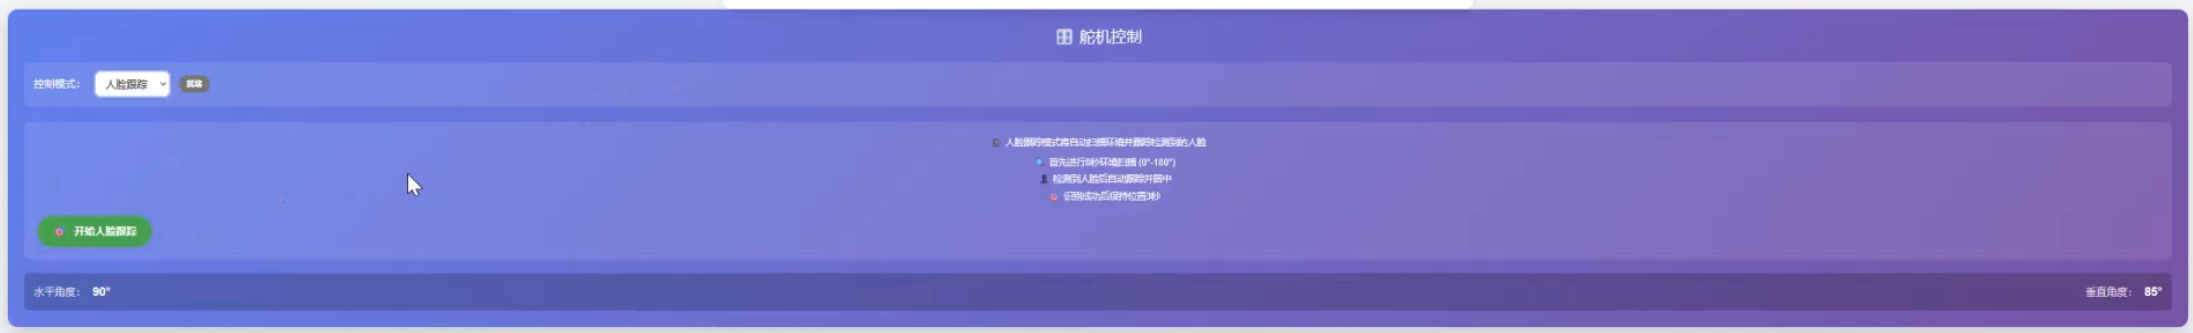 舵机控制
控制模式： 人脸跟踪 就绪
人脸跟踪模式将自动扫描环境并跟踪检测到的人脸
首先进行8秒环境扫描 (0°-180°)
检测到人脸后自动跟踪并居中
识别成功后保持位置3秒
开始人脸跟踪
水平角度： 90° 垂直角度： 85°